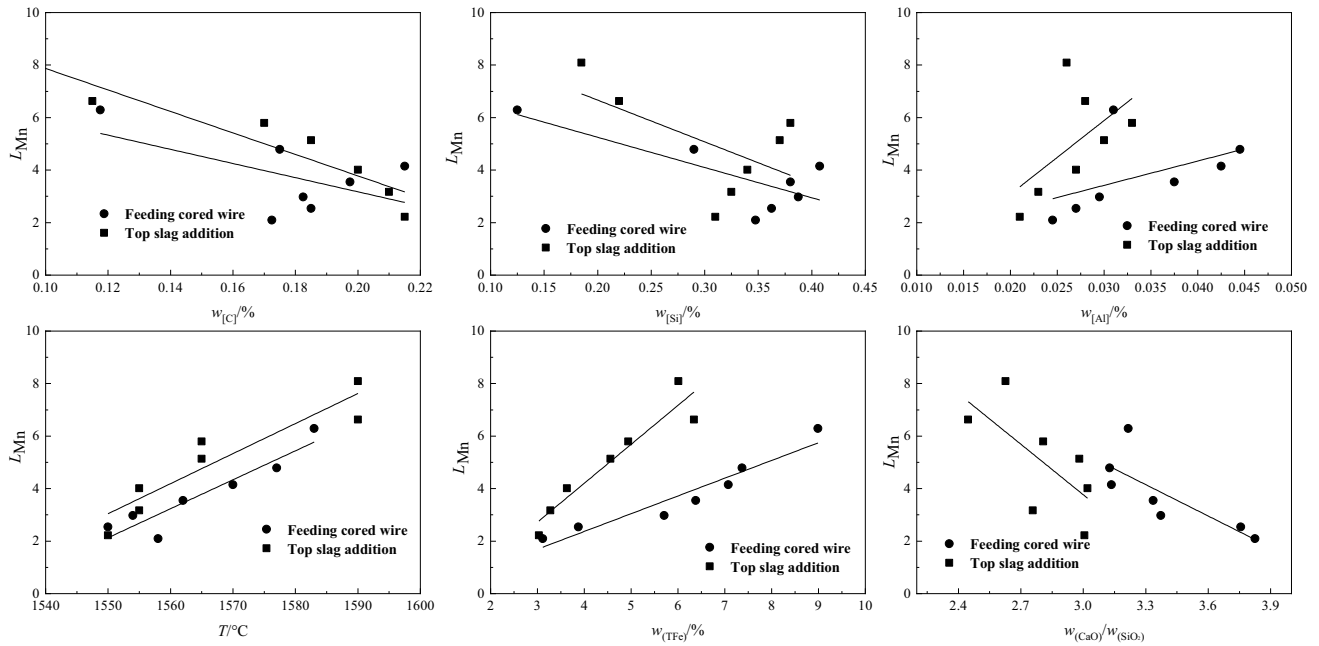 10
8
6
4
2
0
L_Mn
Feeding cored wire
Top slag addition
0.10 0.12 0.14 0.16 0.18 0.20 0.22
w[C]/%
10
8
6
4
2
0
L_Mn
Feeding cored wire
Top slag addition
0.10 0.15 0.20 0.25 0.30 0.35 0.40 0.45
w[Si]/%
10
8
6
4
2
0
L_Mn
Feeding cored wire
Top slag addition
0.010 0.015 0.020 0.025 0.030 0.035 0.040 0.045 0.050
w[Al]/%
10
8
6
4
2
0
L_Mn
Feeding cored wire
Top slag addition
1540 1550 1560 1570 1580 1590 1600
T/°C
10
8
6
4
2
0
L_Mn
Feeding cored wire
Top slag addition
2 3 4 5 6 7 8 9 10
w(TFe)/%
10
8
6
4
2
0
L_Mn
Feeding cored wire
Top slag addition
2.4 2.7 3.0 3.3 3.6 3.9
w(CaO)/w(SiO₂)